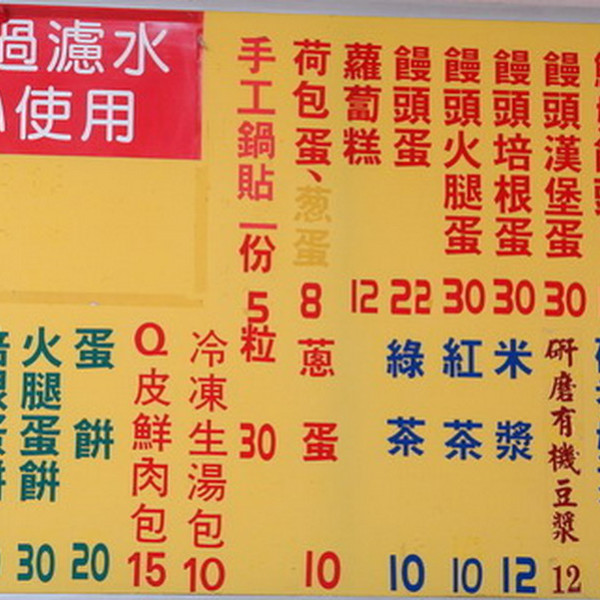 過濾水
使用
饅頭漢堡蛋 30
饅頭培根蛋 30
饅頭火腿蛋 30
饅頭蛋 22
蘿蔔糕 12
荷包蛋、葱蛋 8
手工鍋貼一份5粒 30
研磨有機豆漿 12
米漿 12
紅茶 10
綠茶 10
蔥蛋 10
冷凍生湯包 10
Q皮鮮肉包 15
蛋餅 20
火腿蛋餅 30